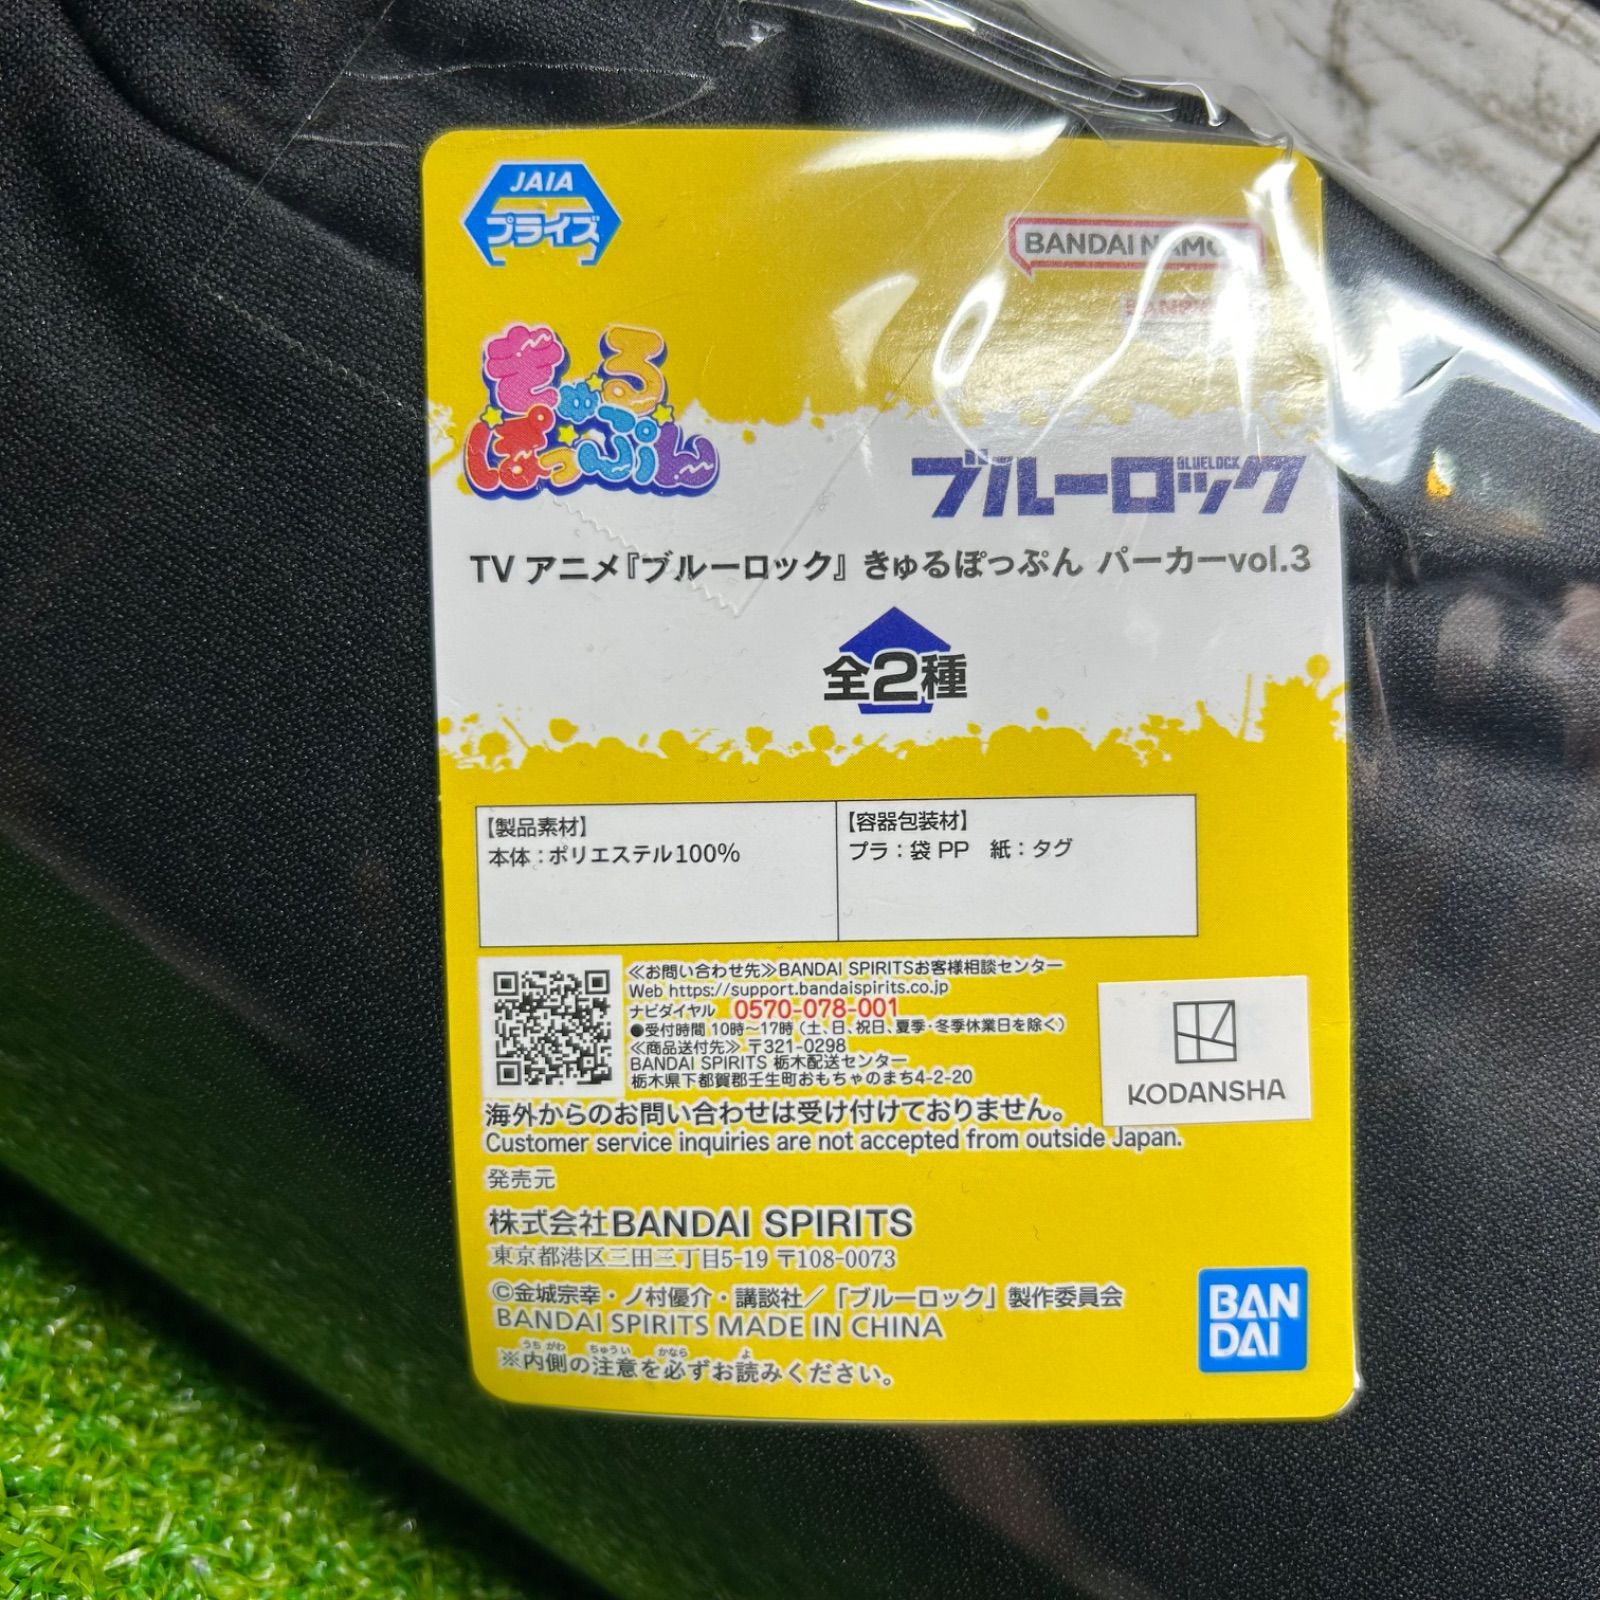 JAIA
プライズ
BANDAI NAMCO
きゅる
ぽっぷん
BLUELOCK
ブルーロック
TV アニメ『ブルーロック』 きゅるぽっぷん パーカーvol.3
全2種
【製品素材】
本体：ポリエステル100%
【容器包装材】
プラ：袋 PP 紙：タグ
≪お問い合わせ先≫BANDAI SPIRITSお客様相談センター
Web https://support.bandaispirits.co.jp
ナビダイヤル 0570-078-001
●受付時間 10時～17時（土、日、祝日、夏季・冬季休業日を除く）
≪商品送付先≫〒321-0298
BANDAI SPIRITS 栃木配送センター
栃木県下都賀郡壬生町おもちゃのまち4-2-20
KODANSHA
海外からのお問い合わせは受け付けておりません。
Customer service inquiries are not accepted from outside Japan.
発売元
株式会社BANDAI SPIRITS
東京都港区三田三丁目5-19 〒108-0073
©金城宗幸・ノ村優介・講談社／「ブルーロック」製作委員会
BANDAI SPIRITS MADE IN CHINA
※内側の注意を必ずお読みください。
BAN
DAI